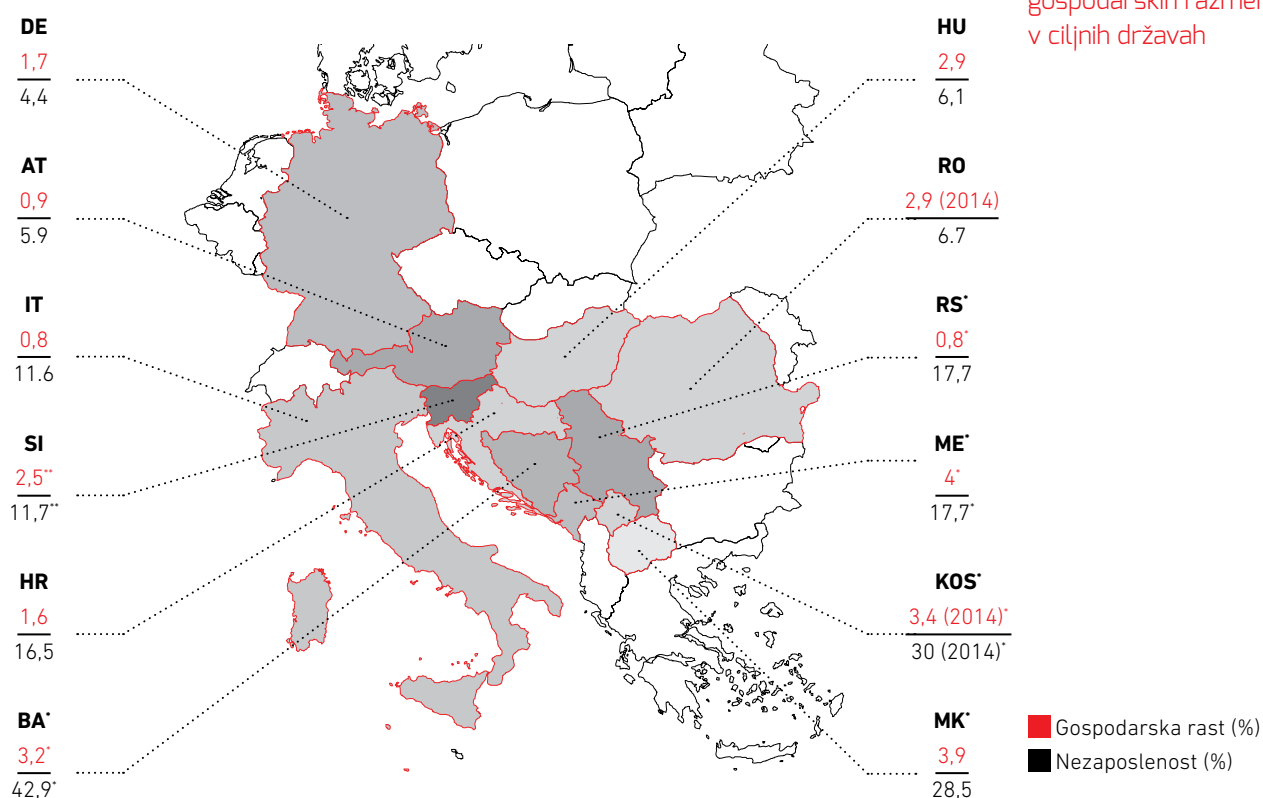 DE
1,7
4,4
AT
0,9
5.9
IT
0,8
11.6
SI
2,5**
11,7**
HR
1,6
16,5
BA*
3,2*
42,9*
HU
2,9
6,1
RO
2,9 (2014)
6.7
RS*
0,8*
17,7
ME*
4*
17,7*
KOS*
3,4 (2014)*
30 (2014)*
MK*
3,9
28,5
v ciljnih državah
Gospodarska rast (%)
Nezaposlenost (%)